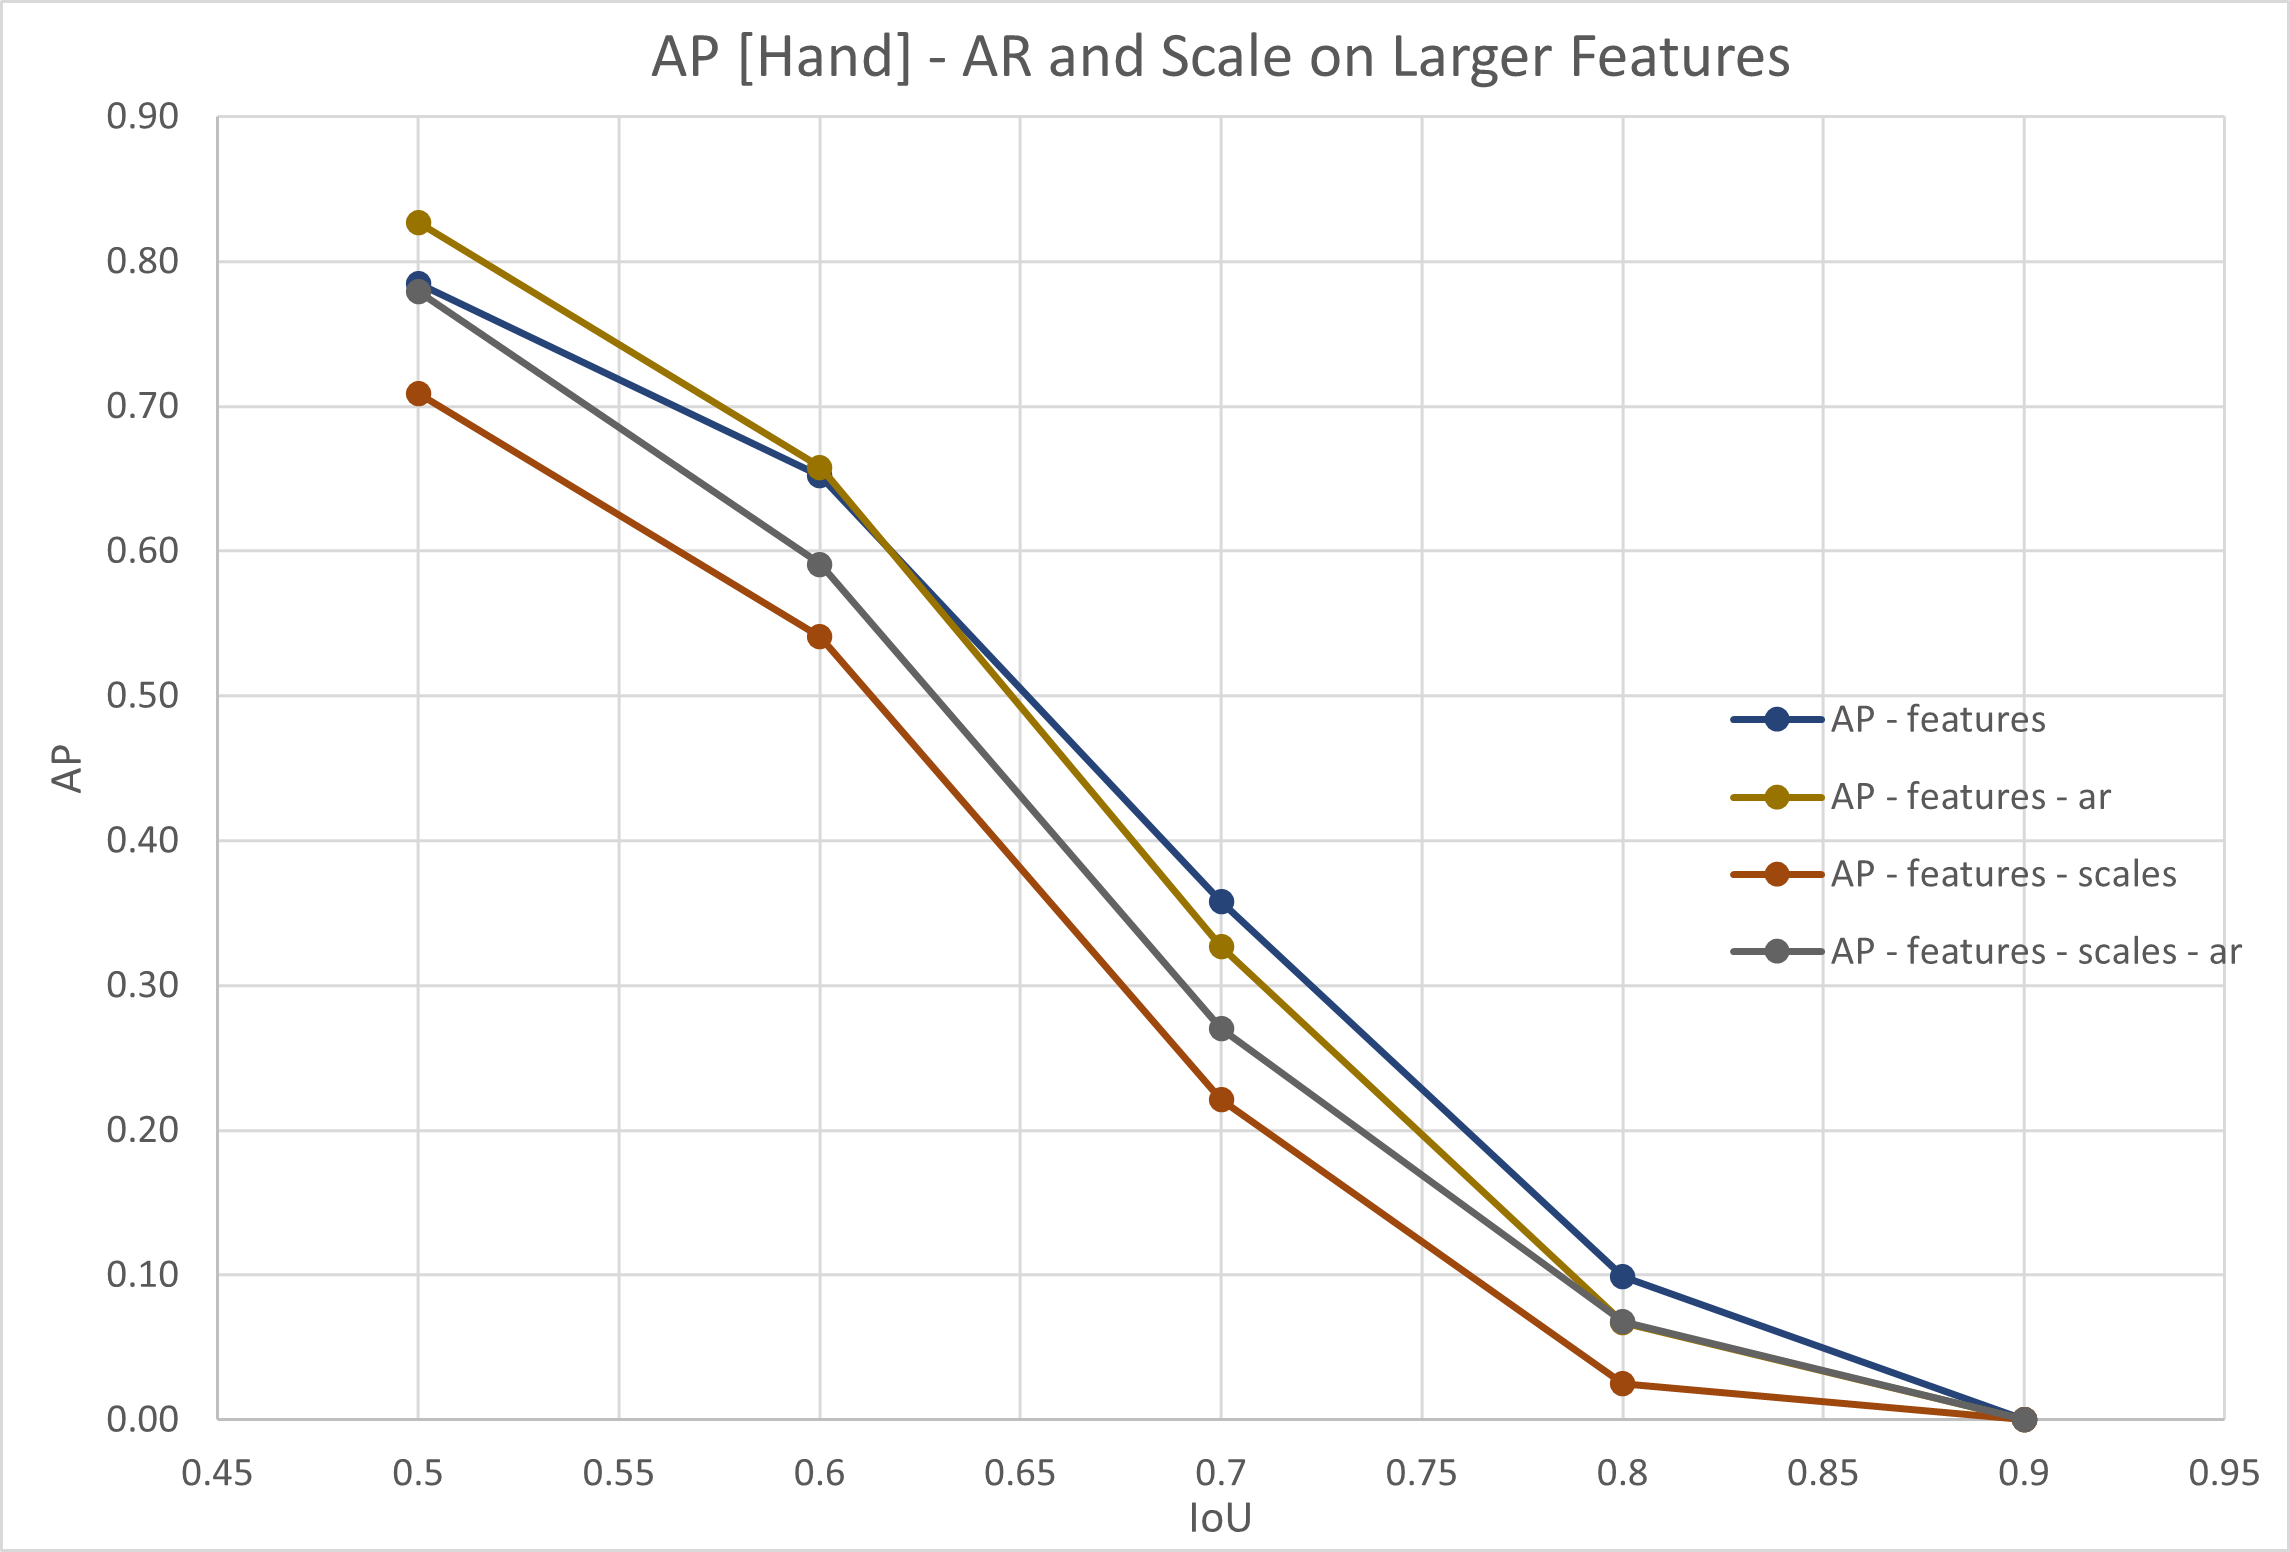 AP [Hand] - AR and Scale on Larger Features
0.90
0.80
0.70
0.60
0.50
0.40
0.30
0.20
0.10
0.00
AP
AP - features
AP - features - ar
AP - features - scales
AP - features - scales - ar
0.45 0.5 0.55 0.6 0.65 0.7 0.75 0.8 0.85 0.9 0.95
IoU